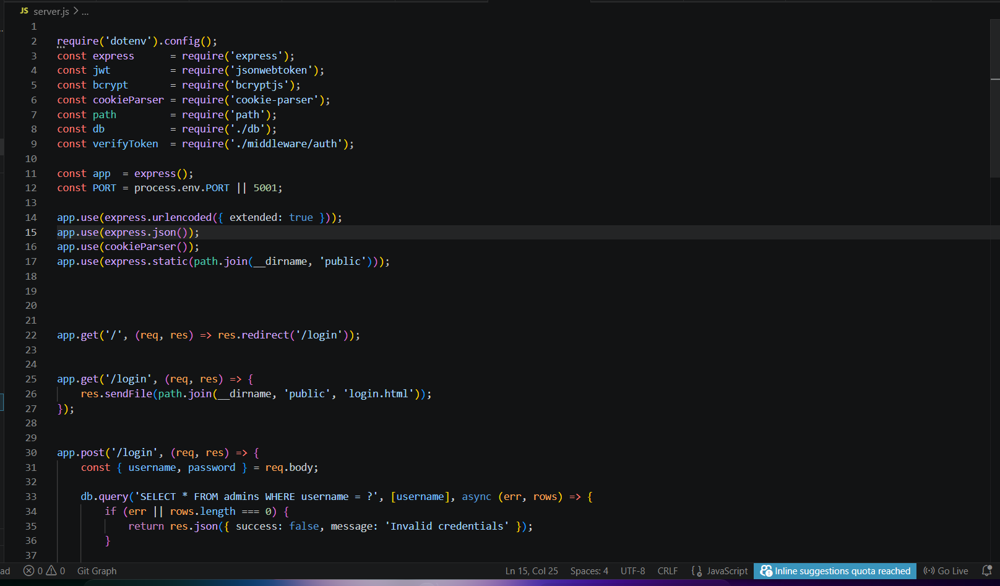 JS server.js > ...
1
2 require('dotenv').config();
3 const express      = require('express');
4 const jwt          = require('jsonwebtoken');
5 const bcrypt       = require('bcryptjs');
6 const cookieParser = require('cookie-parser');
7 const path         = require('path');
8 const db           = require('./db');
9 const verifyToken  = require('./middleware/auth');
10
11 const app  = express();
12 const PORT = process.env.PORT || 5001;
13
14 app.use(express.urlencoded({ extended: true }));
15 app.use(express.json());
16 app.use(cookieParser());
17 app.use(express.static(path.join(__dirname, 'public')));
18
19
20
21
22 app.get('/', (req, res) => res.redirect('/login'));
23
24
25 app.get('/login', (req, res) => {
26     res.sendFile(path.join(__dirname, 'public', 'login.html'));
27 });
28
29
30 app.post('/login', (req, res) => {
31     const { username, password } = req.body;
32
33     db.query('SELECT * FROM admins WHERE username = ?', [username], async (err, rows) => {
34         if (err || rows.length === 0) {
35             return res.json({ success: false, message: 'Invalid credentials' });
36         }
37
ad 0 0 Git Graph Ln 15, Col 25 Spaces: 4 UTF-8 CRLF {} JavaScript Inline suggestions quota reached Go Live